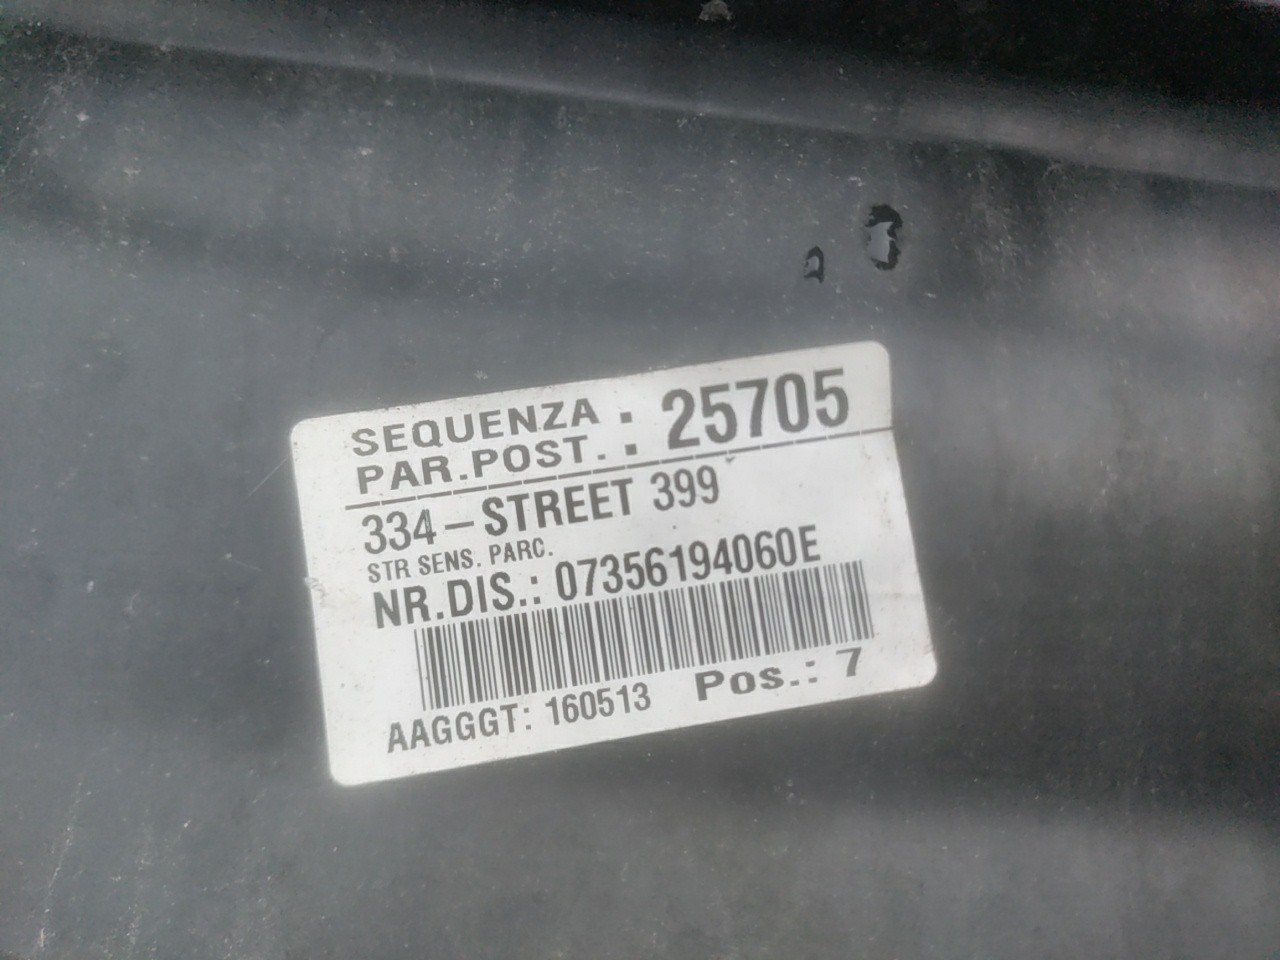 SEQUENZA : 25705
PAR.POST. :
334-STREET 399
STR SENS. PARC.
NR.DIS.: 07356194060E
AAGGGT: 160513 Pos.: 7